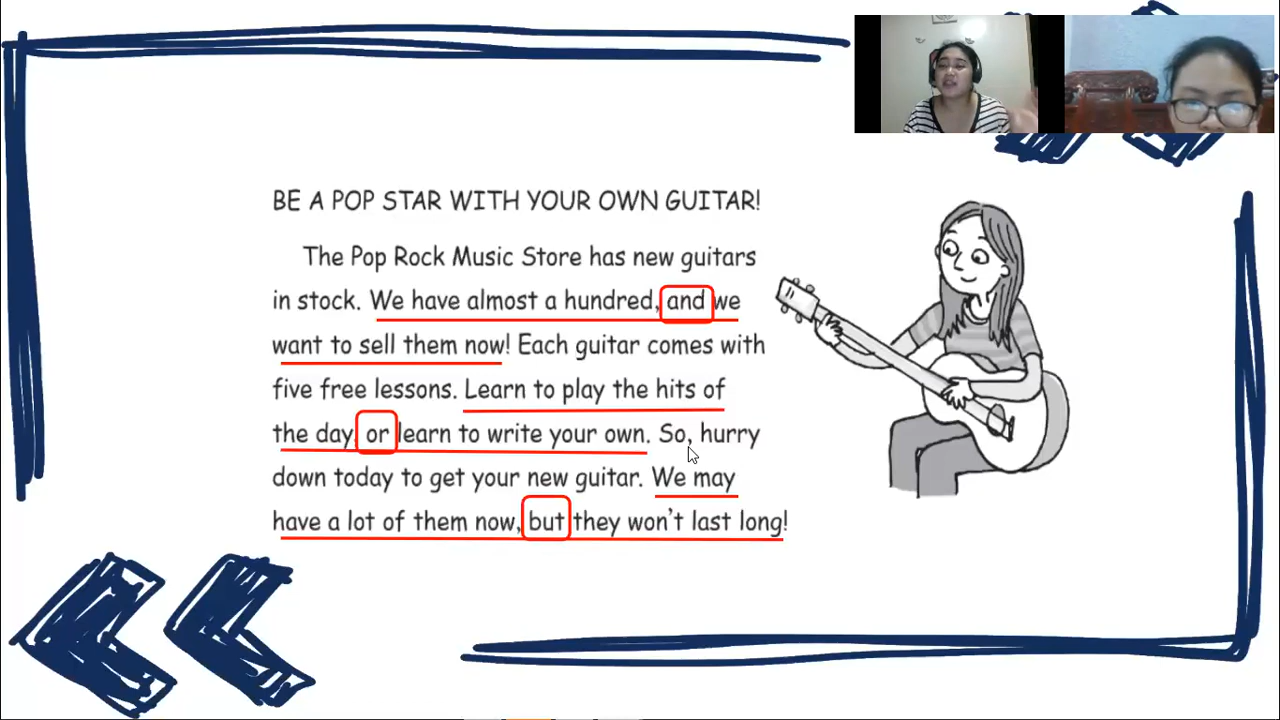 BE A POP STAR WITH YOUR OWN GUITAR!
The Pop Rock Music Store has new guitars
in stock. We have almost a hundred, and we
want to sell them now! Each guitar comes with
five free lessons. Learn to play the hits of
the day, or learn to write your own. So, hurry
down today to get your new guitar. We may
have a lot of them now, but they won't last long!